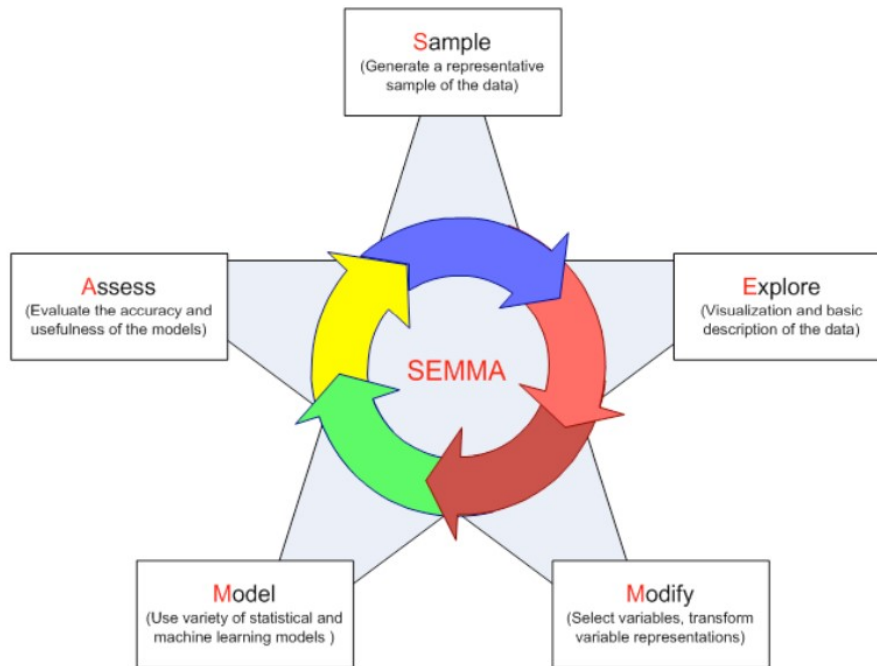 Sample
(Generate a representative
sample of the data)
Assess
(Evaluate the accuracy and
usefulness of the models)
Explore
(Visualization and basic
description of the data)
SEMMA
Model
(Use variety of statistical and
machine learning models )
Modify
(Select variables, transform
variable representations)